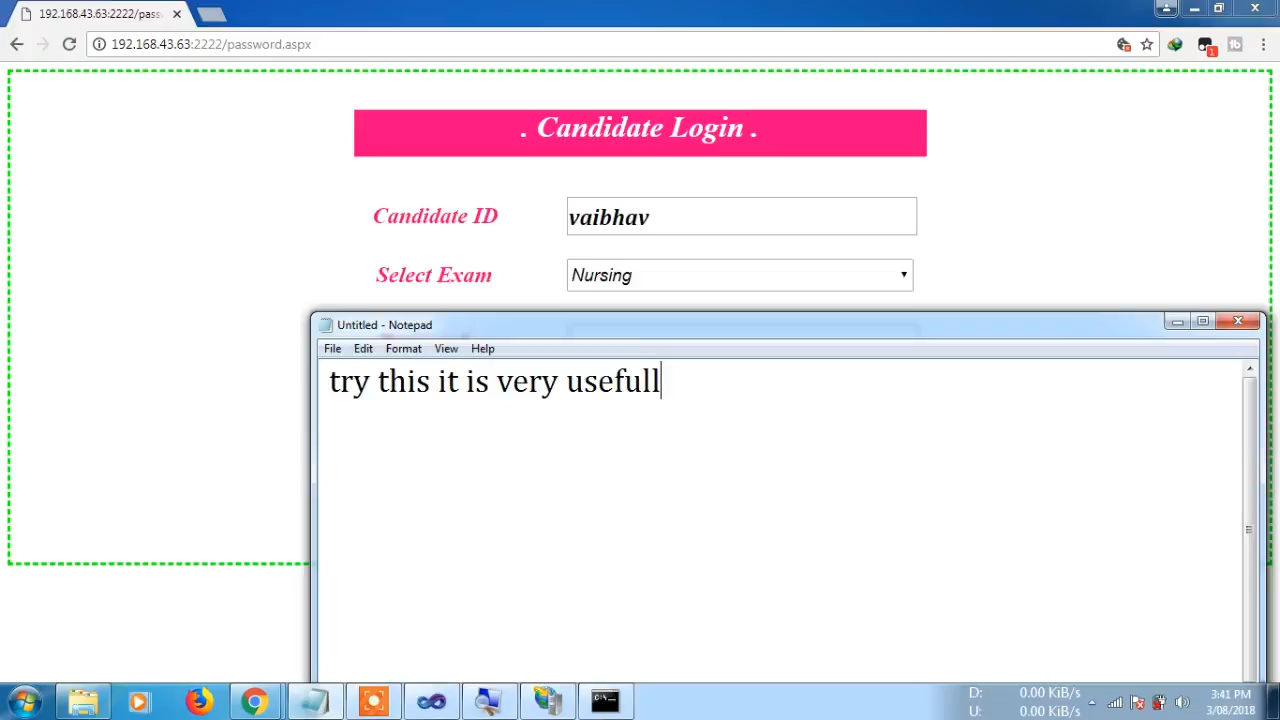 192.168.43.63:2222/pass
192.168.43.63:2222/password.aspx
1
. Candidate Login .
Candidate ID
vaibhav
Select Exam
Nursing
Untitled - Notepad
File Edit Format View Help
try this it is very usefull
D: 0.00 KiB/s
U: 0.00 KiB/s
3:41 PM
3/08/2018